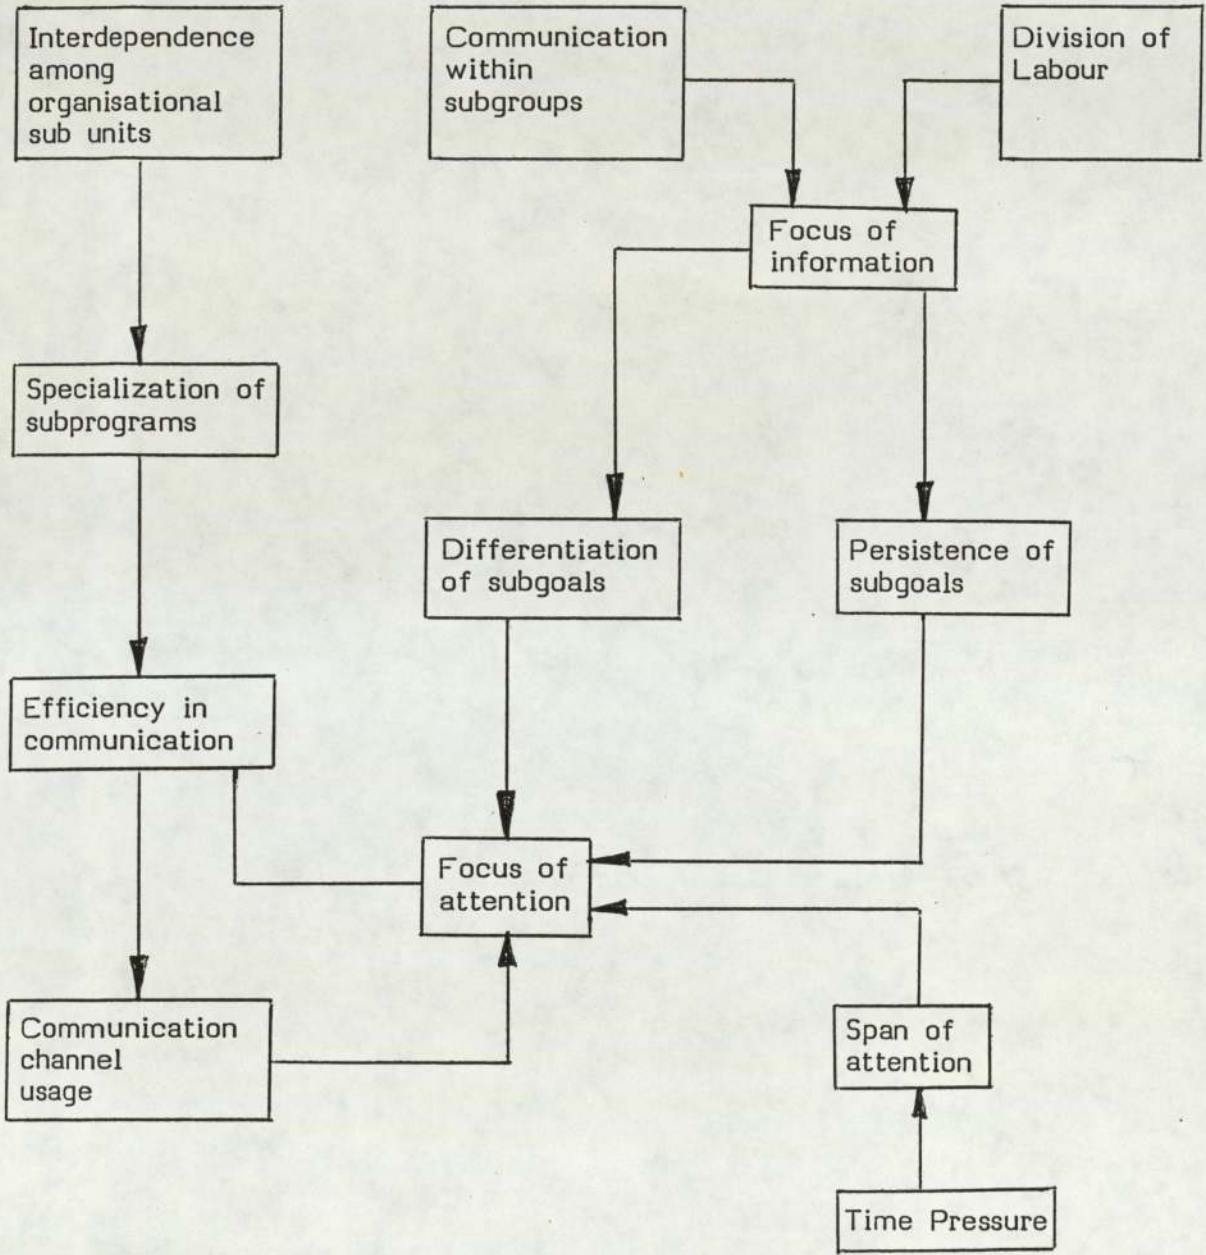 Interdependence
among
organisational
sub units
Communication
within
subgroups
Division of
Labour
Focus of
information
Specialization of
subprograms
Differentiation
of subgoals
Persistence of
subgoals
Efficiency in
communication
Focus of
attention
Communication
channel
usage
Span of
attention
Time Pressure